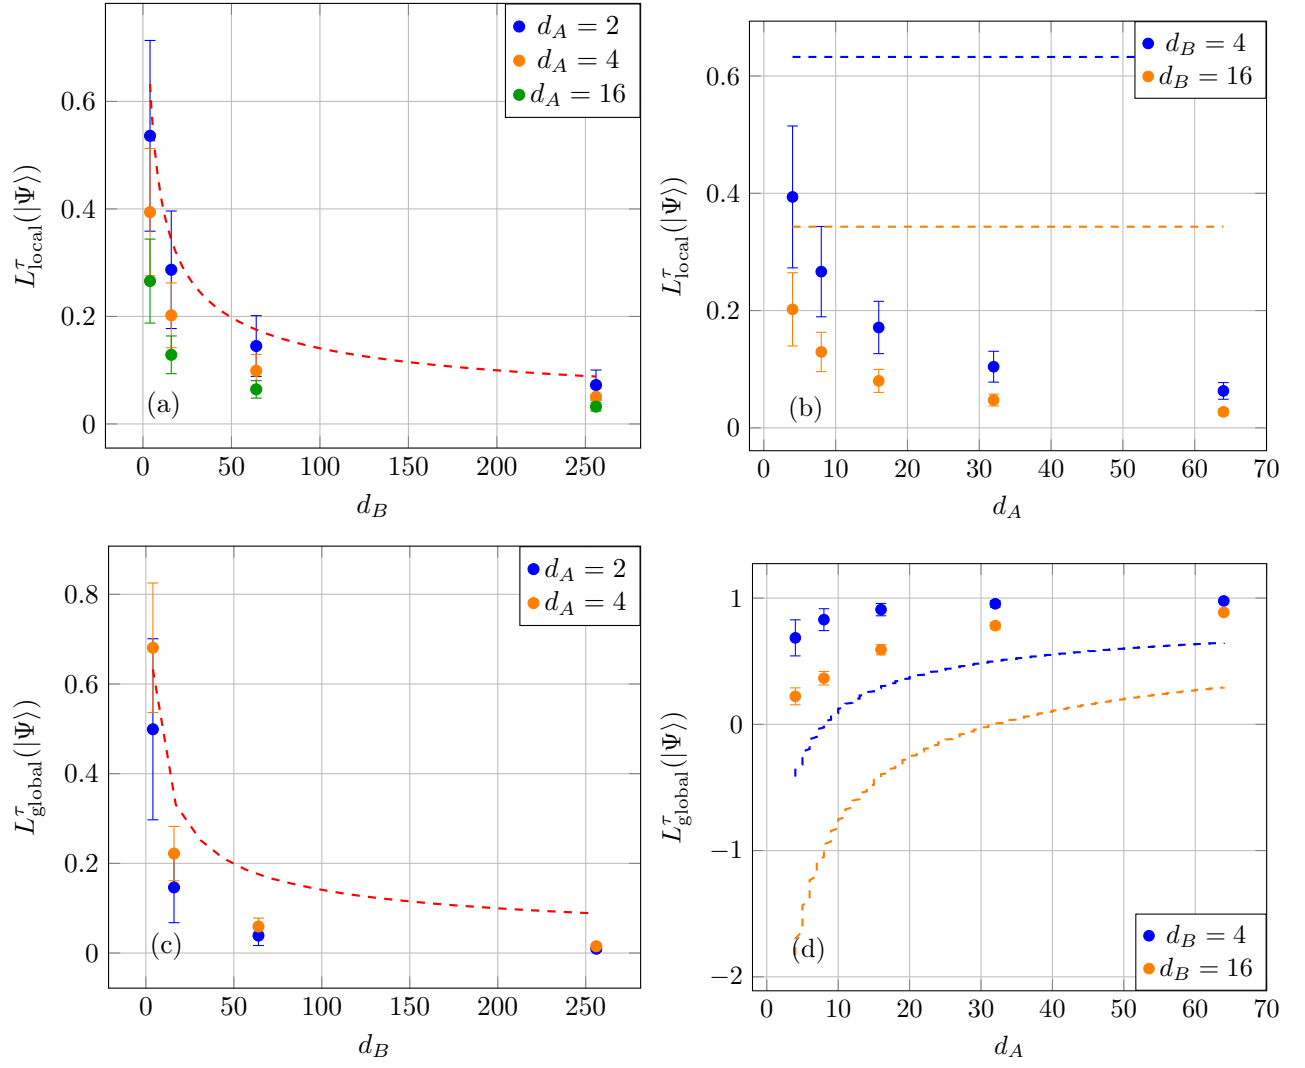 d_A = 2
d_A = 4
d_A = 16
0.6
0.4
0.2
0
L^τ_local(|Ψ⟩)
(a)
0 50 100 150 200 250
d_B
d_B = 4
d_B = 16
0.6
0.4
0.2
0
L^τ_local(|Ψ⟩)
(b)
0 10 20 30 40 50 60 70
d_A
d_A = 2
d_A = 4
0.8
0.6
0.4
0.2
0
L^τ_global(|Ψ⟩)
(c)
0 50 100 150 200 250
d_B
1
0
−1
−2
L^τ_global(|Ψ⟩)
d_B = 4
d_B = 16
(d)
0 10 20 30 40 50 60 70
d_A